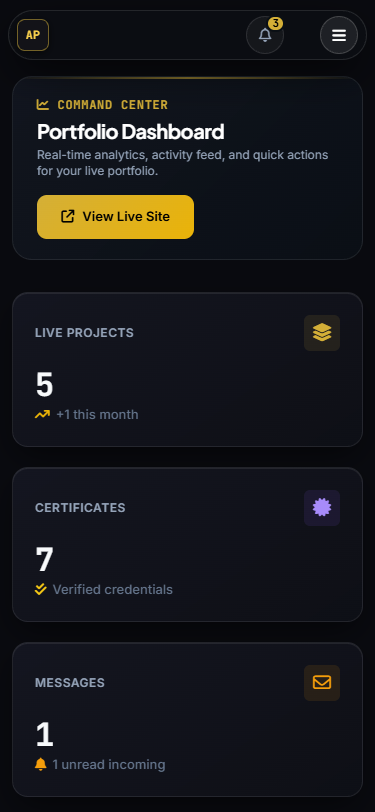 AP
3
COMMAND CENTER
Portfolio Dashboard
Real-time analytics, activity feed, and quick actions
for your live portfolio.
View Live Site
LIVE PROJECTS
5
+1 this month
CERTIFICATES
7
Verified credentials
MESSAGES
1
1 unread incoming